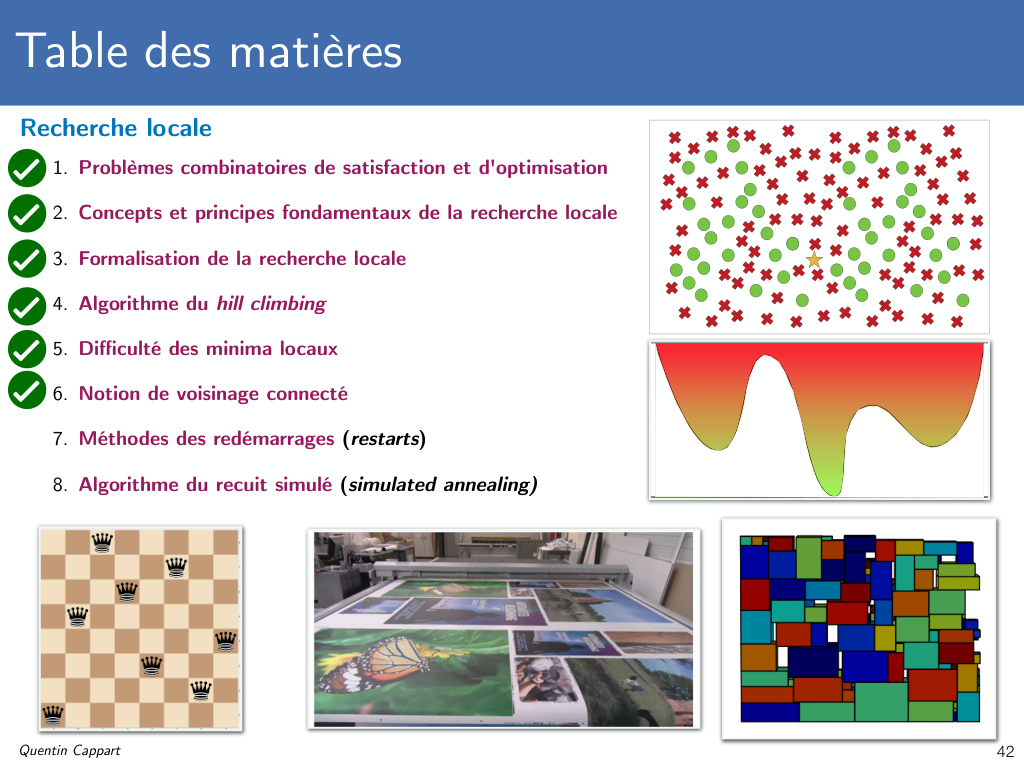 Table des matières
Recherche locale
1. Problèmes combinatoires de satisfaction et d'optimisation
2. Concepts et principes fondamentaux de la recherche locale
3. Formalisation de la recherche locale
4. Algorithme du hill climbing
5. Difficulté des minima locaux
6. Notion de voisinage connecté
7. Méthodes des redémarrages (restarts)
8. Algorithme du recuit simulé (simulated annealing)
Quentin Cappart
42